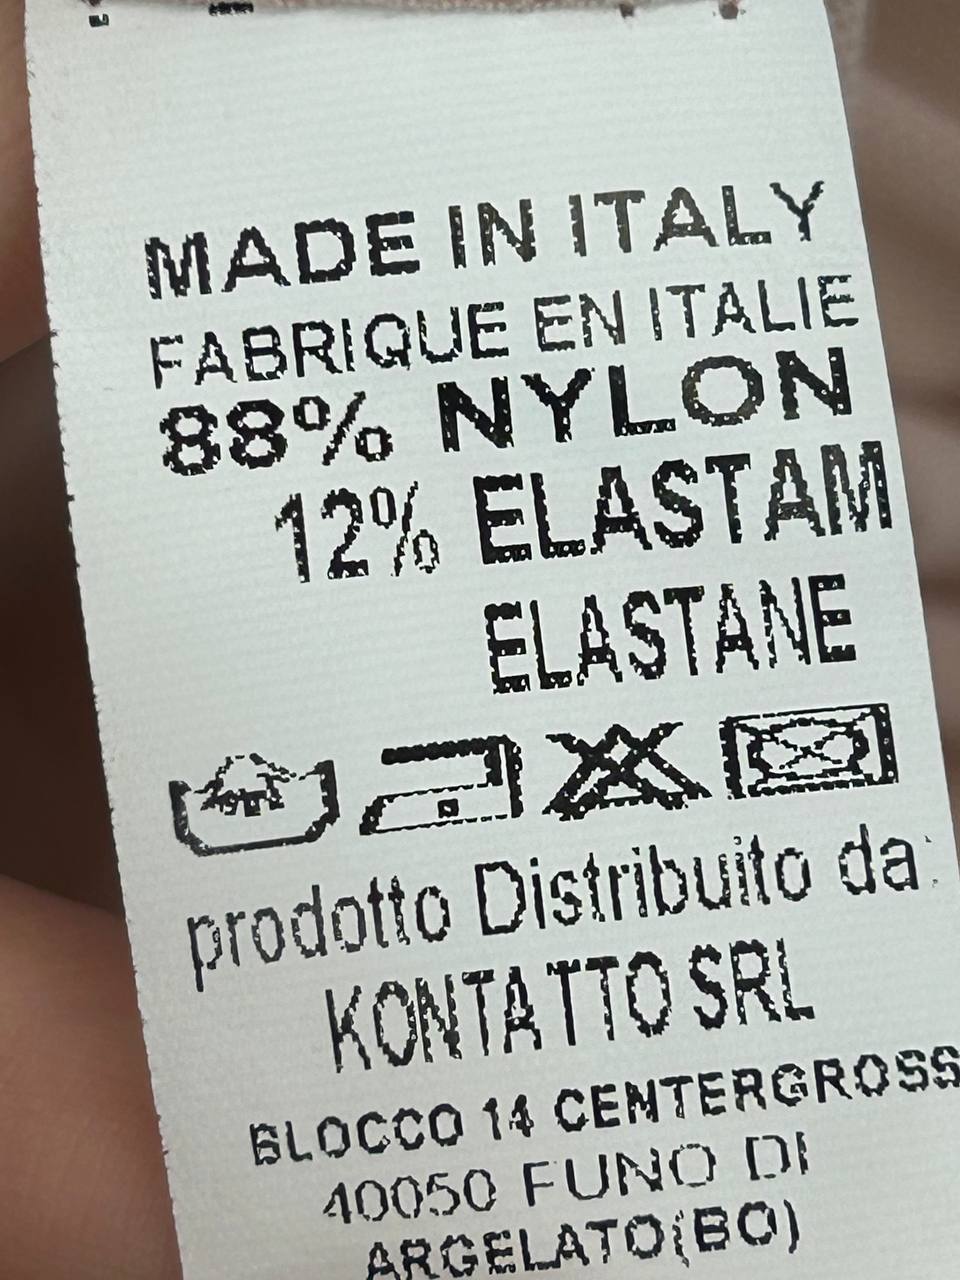 MADE IN ITALY
FABRIQUE EN ITALIE
88% NYLON
12% ELASTAM
ELASTANE
prodotto Distribuito da:
KONTATTO SRL
BLOCCO 14 CENTERGROSS
40050 FUNO DI
ARGELATO(BO)